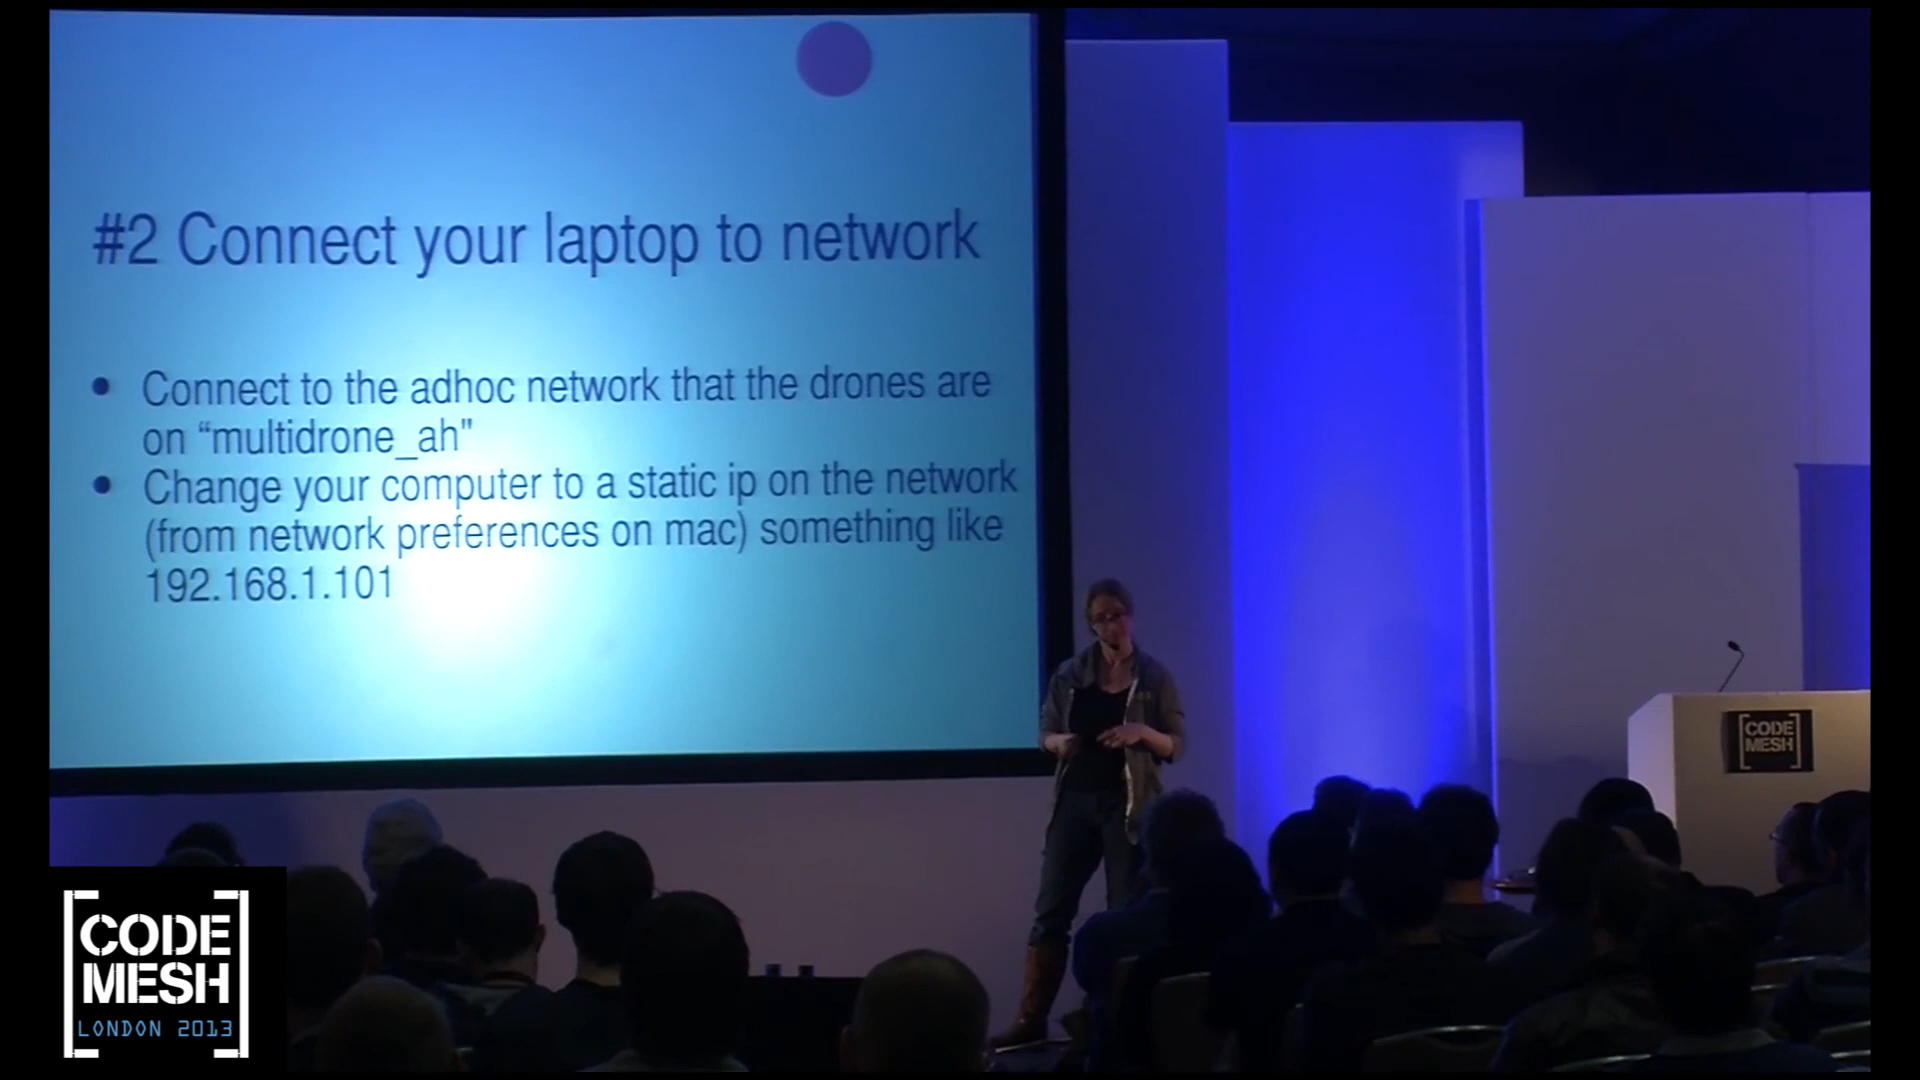 #2 Connect your laptop to network
• Connect to the adhoc network that the drones are
on “multidrone_ah"
• Change your computer to a static ip on the network
(from network preferences on mac) something like
192.168.1.101
CODE
MESH
CODE
MESH
LONDON 2013